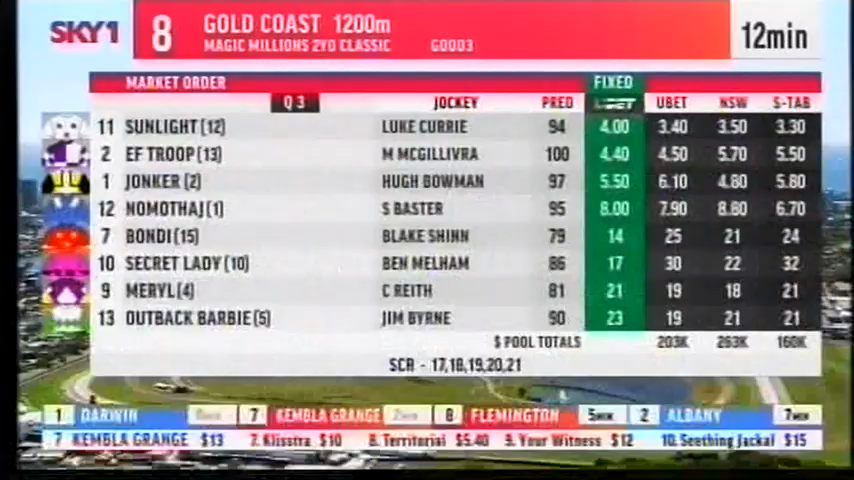 SKY1 8 GOLD COAST 1200m 12min
MAGIC MILLIONS 2YO CLASSIC GOOD3
MARKET ORDER FIXED
Q 3 JOCKEY PRED UBET UBET NSW S-TAB
11 SUNLIGHT (12) LUKE CURRIE 94 4.00 3.40 3.50 3.30
2 EF TROOP (13) M MCGILLIVRA 100 4.40 4.50 5.70 5.50
1 JONKER (2) HUGH BOWMAN 97 5.50 6.10 4.80 5.80
12 NOMOTHAJ (1) S BASTER 95 8.00 7.90 8.80 6.70
7 BONDI (15) BLAKE SHINN 79 14 25 21 24
10 SECRET LADY (10) BEN MELHAM 86 17 30 22 32
9 MERYL (4) C REITH 81 21 19 18 21
13 OUTBACK BARBIE (5) JIM BYRNE 90 23 19 21 21
$ POOL TOTALS 203K 263K 160K
SCR - 17,18,19,20,21
1 DARWIN 7 KEMBLA GRANGE 8 FLEMINGTON 5min 2 ALBANY 7min
7 KEMBLA GRANGE $13 7. Klisstra $10 8. Territorial $5.40 9. Your Witness $12 10. Seething Jackal $15